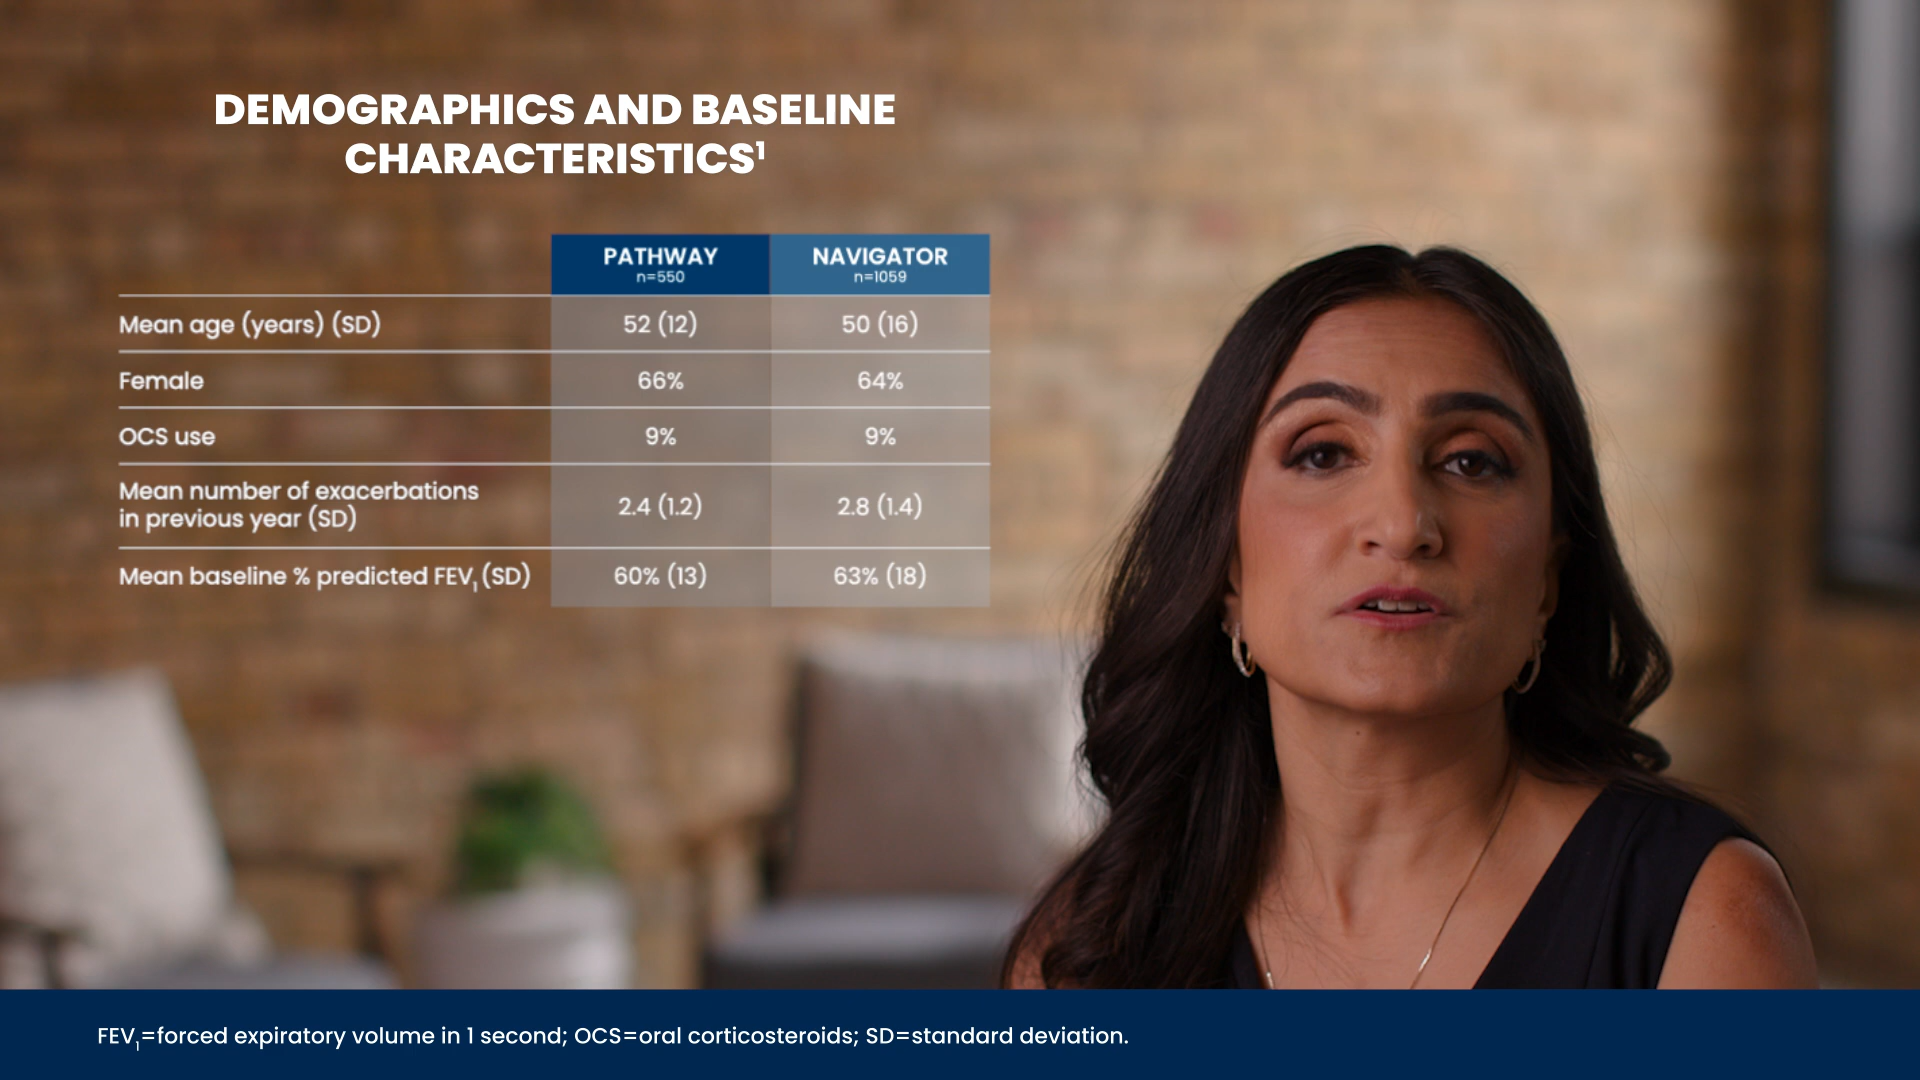 DEMOGRAPHICS AND BASELINE
CHARACTERISTICS¹
PATHWAY NAVIGATOR
n=550 n=1059
Mean age (years) (SD) 52 (12) 50 (16)
Female 66% 64%
OCS use 9% 9%
Mean number of exacerbations
in previous year (SD) 2.4 (1.2) 2.8 (1.4)
Mean baseline % predicted FEV₁ (SD) 60% (13) 63% (18)
FEV₁=forced expiratory volume in 1 second; OCS=oral corticosteroids; SD=standard deviation.